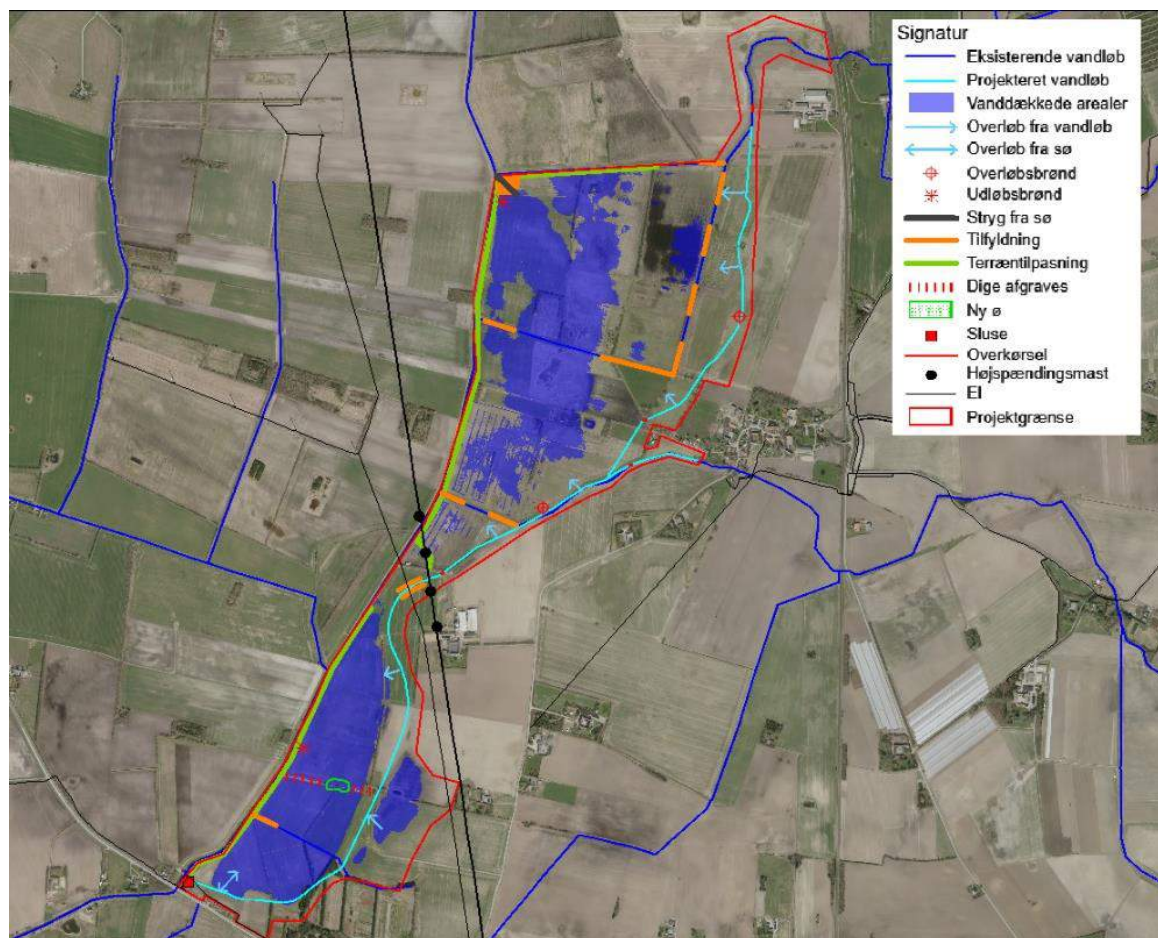 Signatur
Eksisterende vandløb
Projekteret vandløb
Vanddækkede arealer
Overløb fra vandløb
Overløb fra sø
Overløbsbrønd
Udløbsbrønd
Stryg fra sø
Tilfyldning
Terræntilpasning
Dige afgraves
Ny ø
Sluse
Overkørsel
Højspændingsmast
El
Projektgrænse